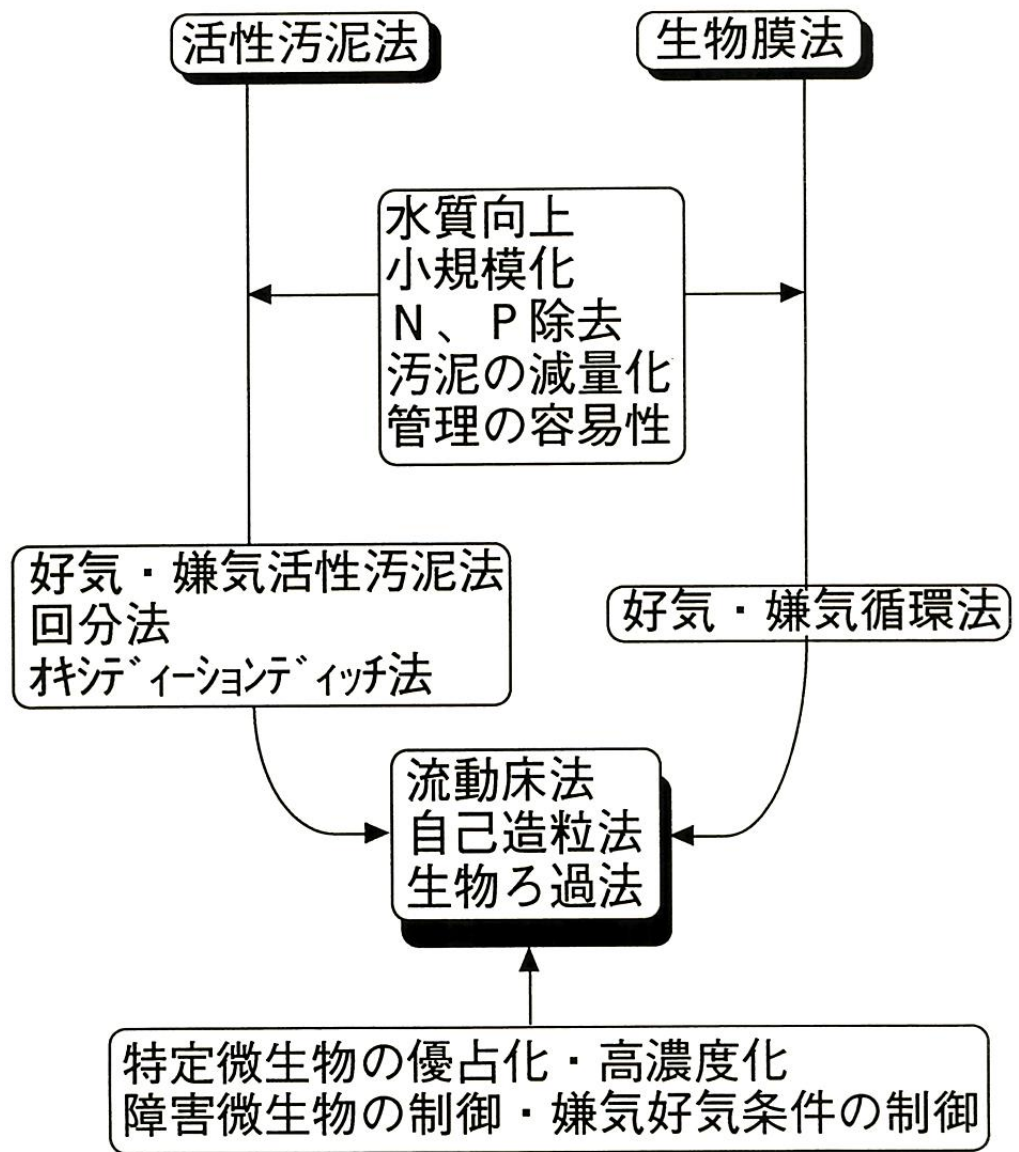 活性汚泥法
生物膜法
水質向上
小規模化
N、P除去
汚泥の減量化
管理の容易性
好気・嫌気活性汚泥法
回分法
ｵｷｼﾃﾞｨｰｼｮﾝﾃﾞｨｯﾁ法
好気・嫌気循環法
流動床法
自己造粒法
生物ろ過法
特定微生物の優占化・高濃度化
障害微生物の制御・嫌気好気条件の制御